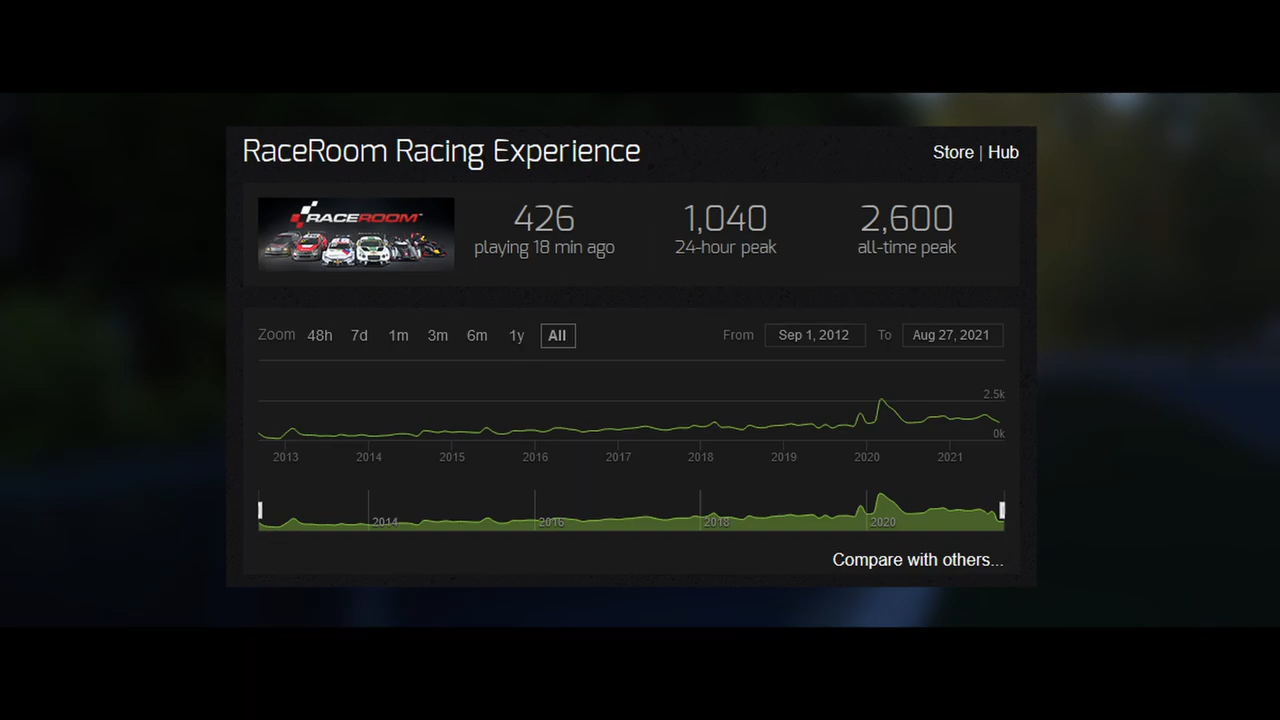 RaceRoom Racing Experience
Store | Hub
RACEROOM
426
playing 18 min ago
1,040
24-hour peak
2,600
all-time peak
Zoom 48h 7d 1m 3m 6m 1y All
From Sep 1, 2012 To Aug 27, 2021
2.5k
0k
2013 2014 2015 2016 2017 2018 2019 2020 2021
2014 2016 2018 2020
Compare with others...